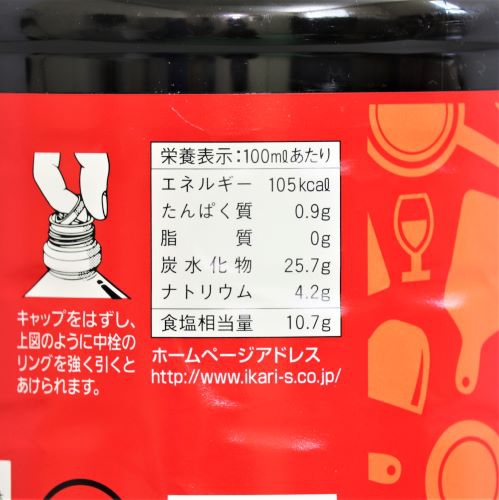 栄養表示:100mlあたり
エネルギー 105kcal
たんぱく質 0.9g
脂質 0g
炭水化物 25.7g
ナトリウム 4.2g
食塩相当量 10.7g
ホームページアドレス
http://www.ikari-s.co.jp/
キャップをはずし、
上図のように中栓の
リングを強く引くと
あけられます。